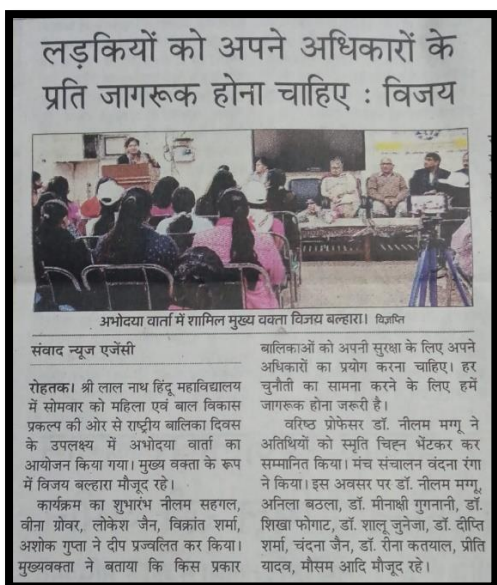 लड़कियों को अपने अधिकारों के
प्रति जागरूक होना चाहिए : विजय
अभोदया वार्ता में शामिल मुख्य वक्ता विजय बल्हारा। विज्ञप्ति
संवाद न्यूज एजेंसी
रोहतक। श्री लाल नाथ हिंदू महाविद्यालय
में सोमवार को महिला एवं बाल विकास
प्रकल्प की ओर से राष्ट्रीय बालिका दिवस
के उपलक्ष्य में अभोदया वार्ता का
आयोजन किया गया। मुख्य वक्ता के रूप
में विजय बल्हारा मौजूद रहे।
कार्यक्रम का शुभारंभ नीलम सहगल,
वीना ग्रोवर, लोकेश जैन, विक्रांत शर्मा,
अशोक गुप्ता ने दीप प्रज्वलित कर किया।
मुख्यवक्ता ने बताया कि किस प्रकार
बालिकाओं को अपनी सुरक्षा के लिए अपने
अधिकारों का प्रयोग करना चाहिए। हर
चुनौती का सामना करने के लिए हमें
जागरूक होना जरूरी है।
वरिष्ठ प्रोफेसर डॉ. नीलम मग्गू ने
अतिथियों को स्मृति चिह्न भेंटकर कर
सम्मानित किया। मंच संचालन वंदना रंगा
ने किया। इस अवसर पर डॉ. नीलम मग्गू,
अनिला बठला, डॉ. मीनाक्षी गुगनानी, डॉ.
शिखा फोगाट, डॉ. शालू जुनेजा, डॉ. दीप्ति
शर्मा, चंदना जैन, डॉ. रीना कतयाल, प्रीति
यादव, मौसम आदि मौजूद रहे।